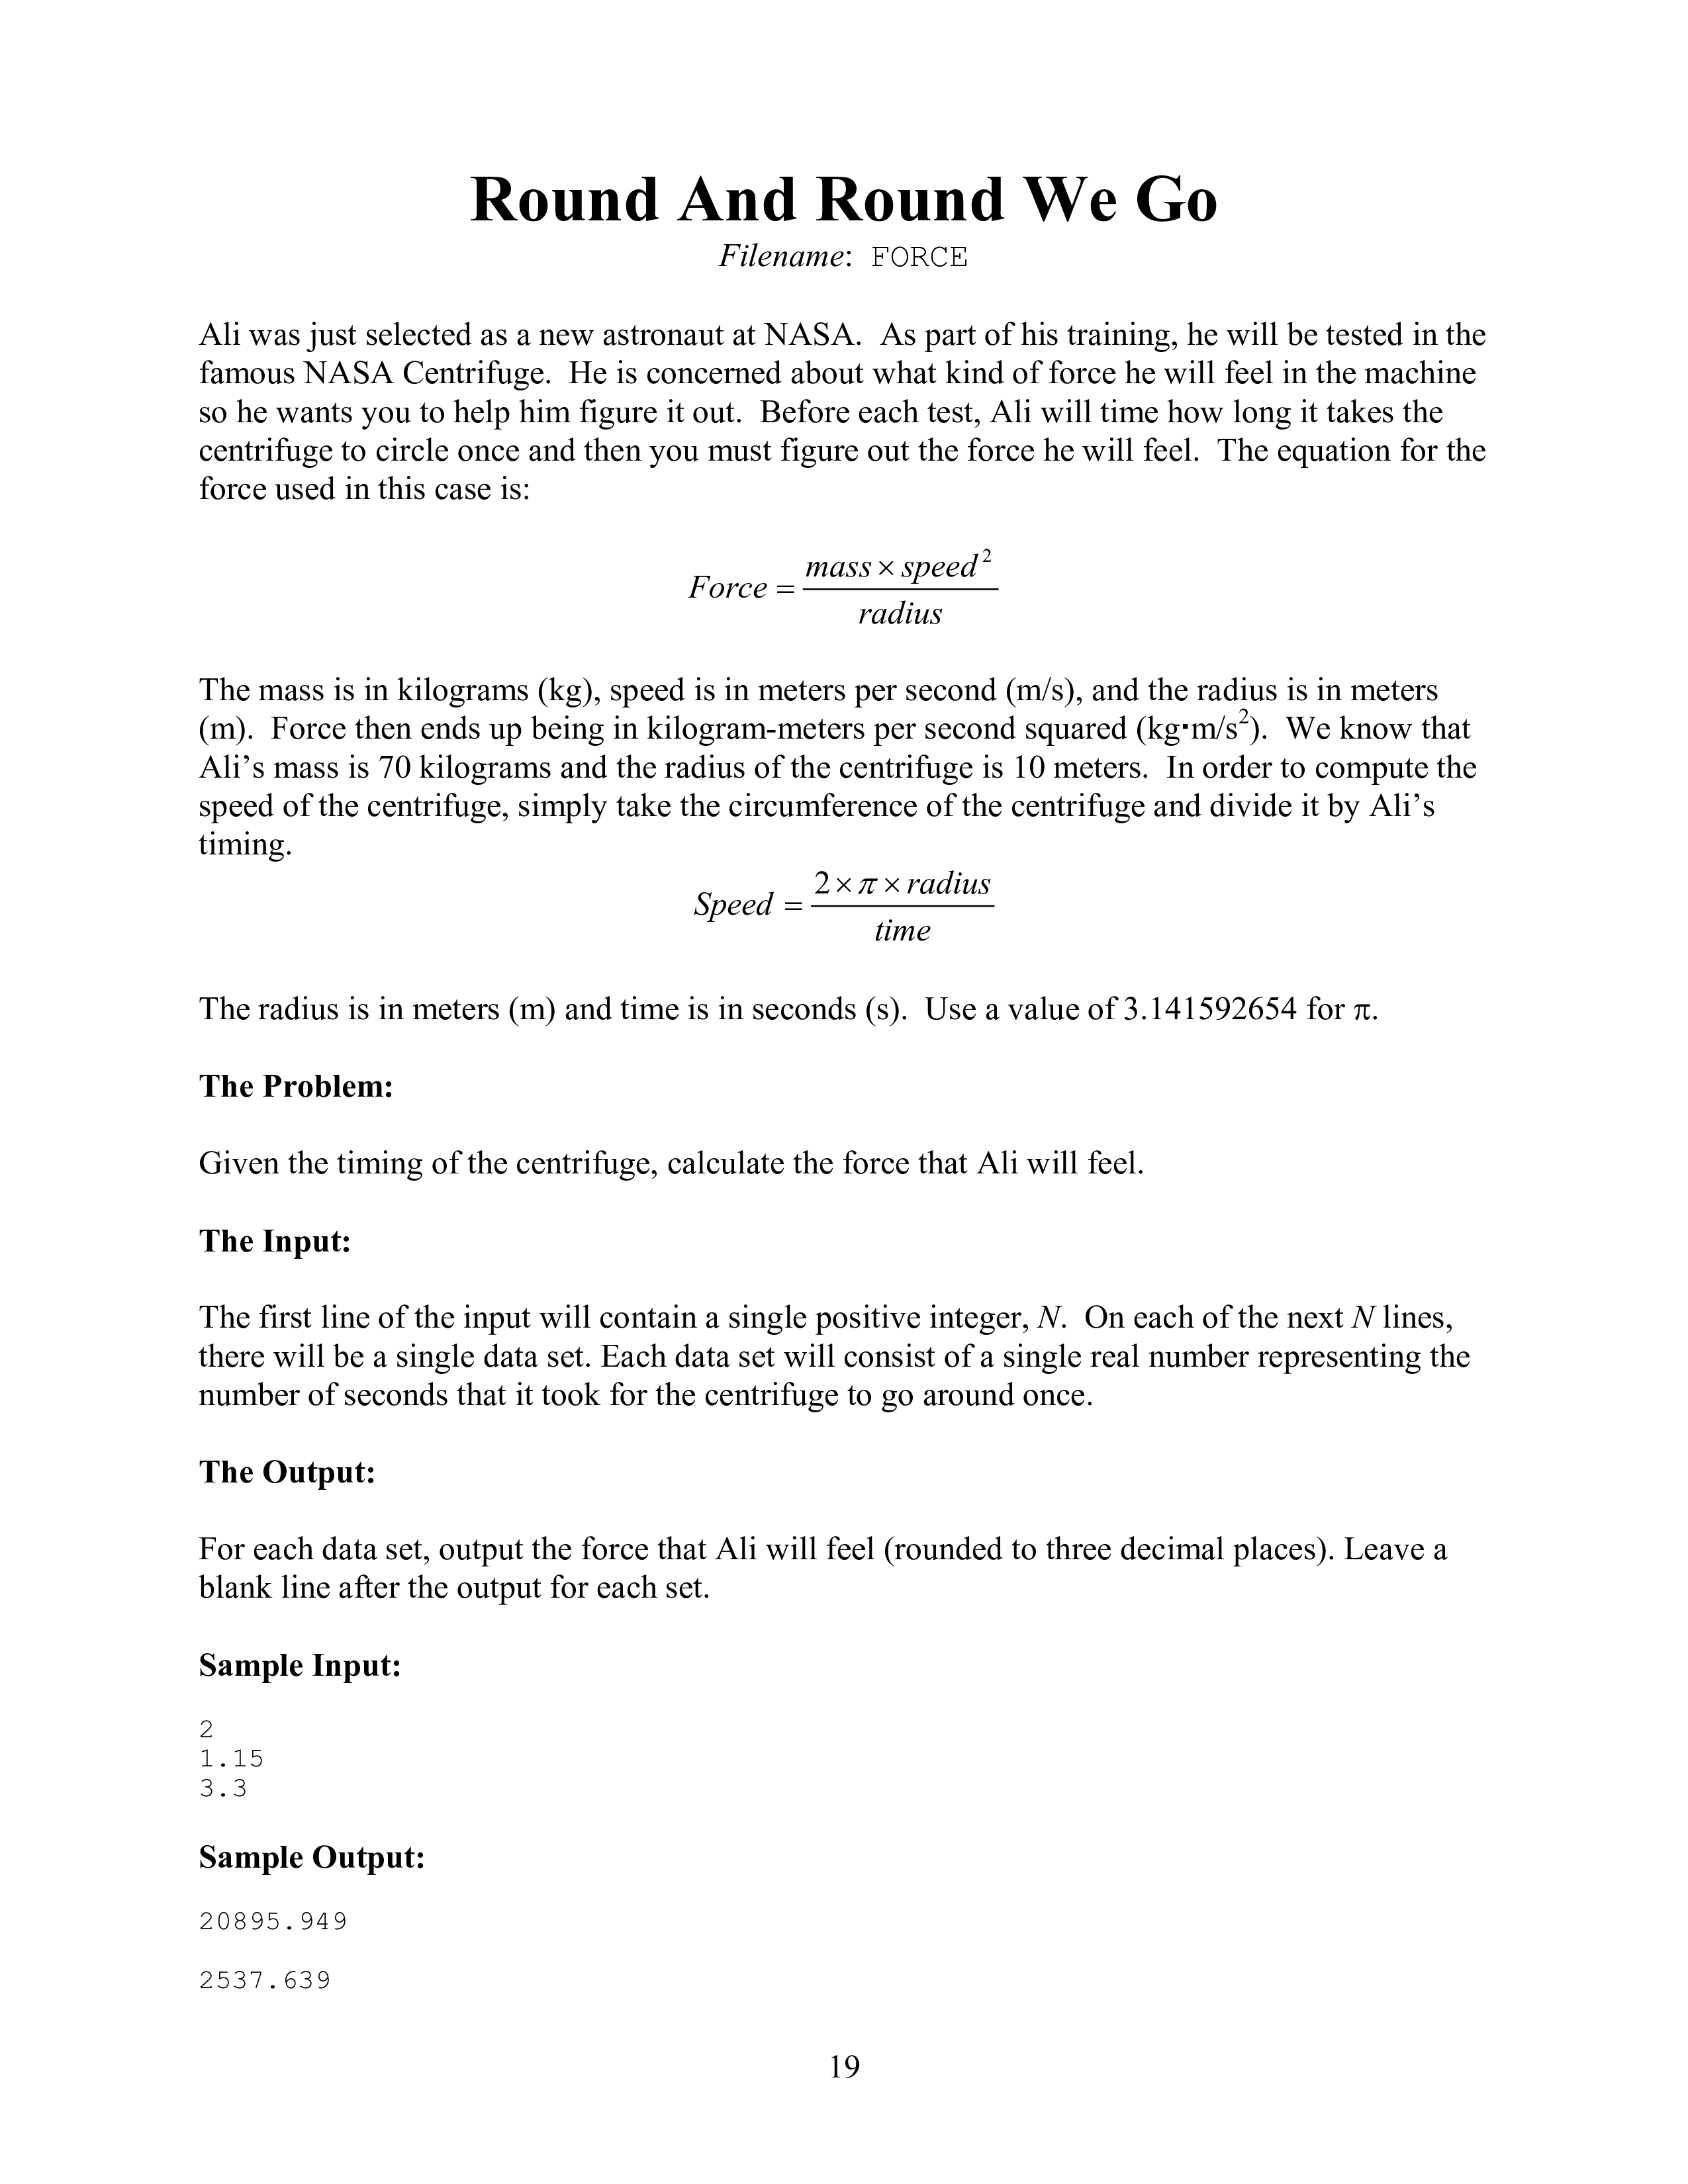 Round And Round We Go
Filename: FORCE
Ali was just selected as a new astronaut at NASA.  As part of his training, he will be tested in the
famous NASA Centrifuge.  He is concerned about what kind of force he will feel in the machine
so he wants you to help him figure it out.  Before each test, Ali will time how long it takes the
centrifuge to circle once and then you must figure out the force he will feel.  The equation for the
force used in this case is:
Force = mass × speed² / radius
The mass is in kilograms (kg), speed is in meters per second (m/s), and the radius is in meters
(m).  Force then ends up being in kilogram-meters per second squared (kg·m/s²).  We know that
Ali’s mass is 70 kilograms and the radius of the centrifuge is 10 meters.  In order to compute the
speed of the centrifuge, simply take the circumference of the centrifuge and divide it by Ali’s
timing.
Speed = 2 × π × radius / time
The radius is in meters (m) and time is in seconds (s).  Use a value of 3.141592654 for π.
The Problem:
Given the timing of the centrifuge, calculate the force that Ali will feel.
The Input:
The first line of the input will contain a single positive integer, N.  On each of the next N lines,
there will be a single data set. Each data set will consist of a single real number representing the
number of seconds that it took for the centrifuge to go around once.
The Output:
For each data set, output the force that Ali will feel (rounded to three decimal places). Leave a
blank line after the output for each set.
Sample Input:
2
1.15
3.3
Sample Output:
20895.949
2537.639
19